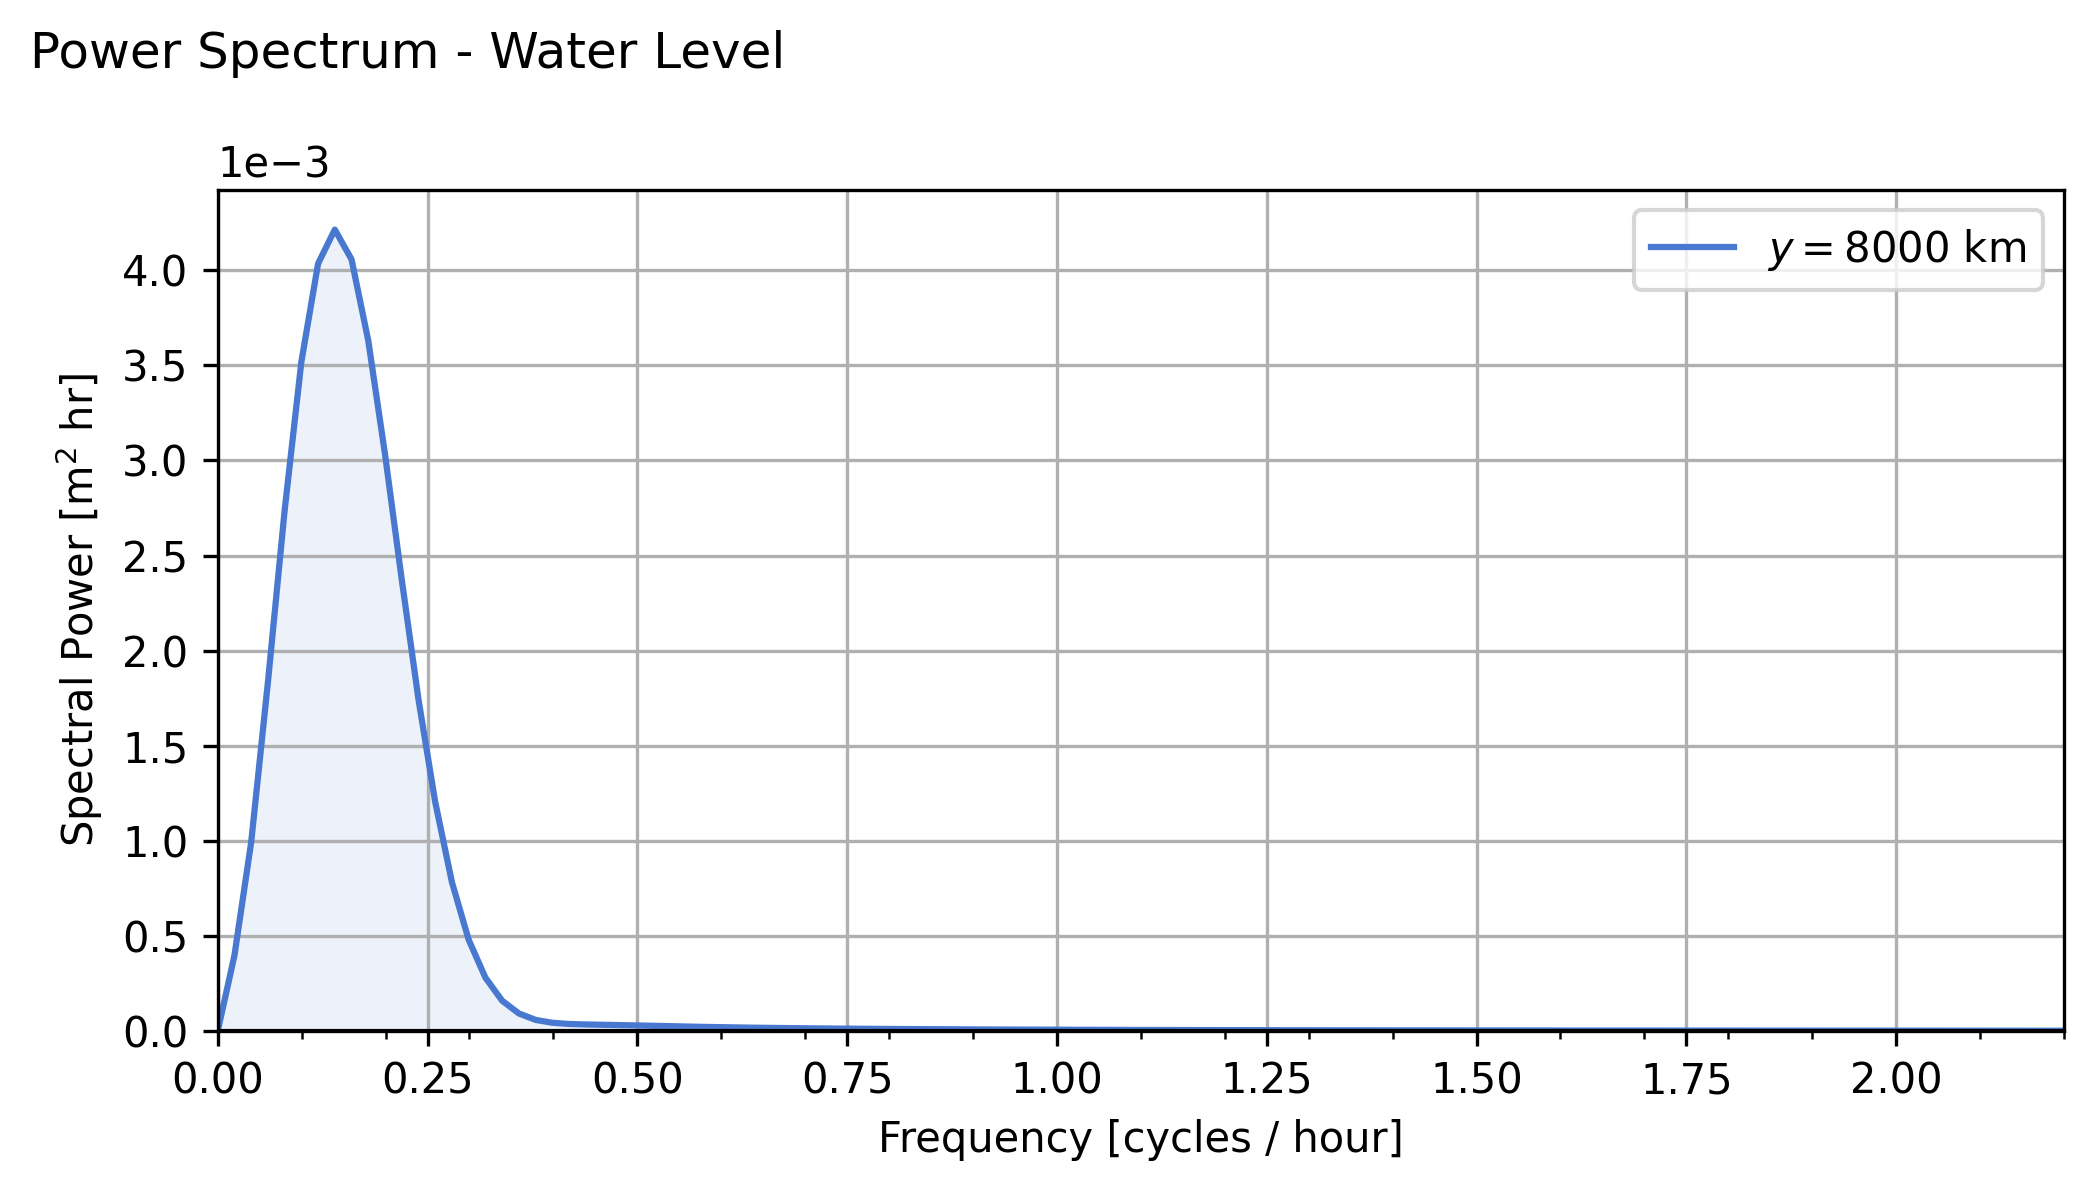 Power Spectrum - Water Level
1e−3
y = 8000 km
4.0
3.5
3.0
2.5
2.0
1.5
1.0
0.5
0.0
Spectral Power [m² hr]
0.00 0.25 0.50 0.75 1.00 1.25 1.50 1.75 2.00
Frequency [cycles / hour]